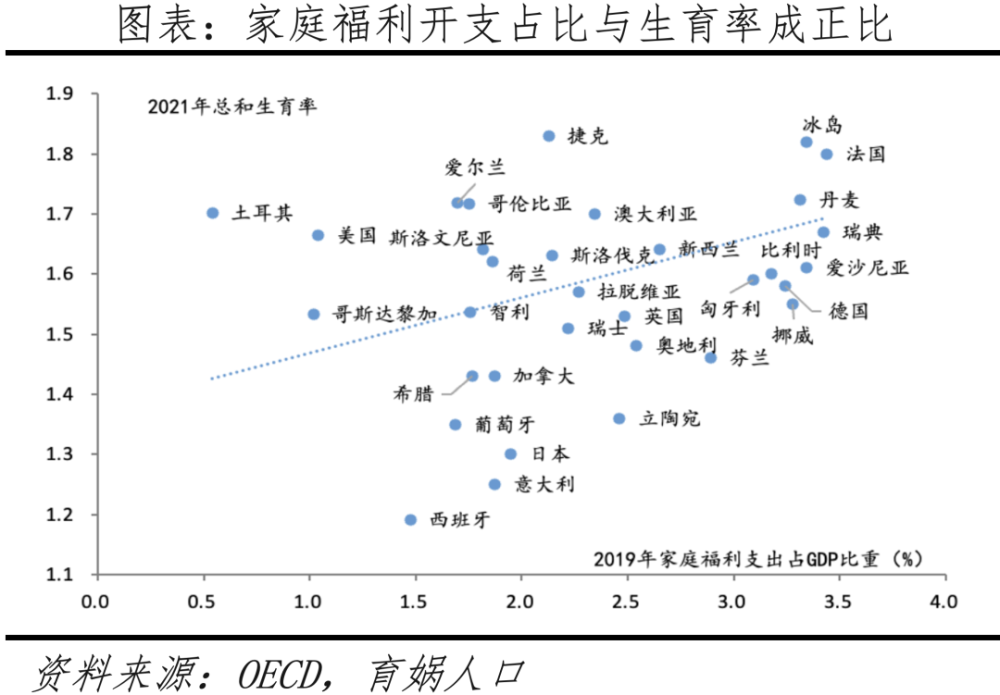 图表：家庭福利开支占比与生育率成正比
1.9
2021年总和生育率
冰岛
捷克
1.8
法国
爱尔兰
哥伦比亚
丹麦
1.7
土耳其
澳大利亚
美国
斯洛文尼亚
瑞典
斯洛伐克
新西兰
比利时
荷兰
爱沙尼亚
1.6
拉脱维亚
匈牙利
德国
哥斯达黎加
智利
英国
瑞士
挪威
1.5
奥地利
芬兰
希腊
加拿大
1.4
葡萄牙
立陶宛
日本
1.3
意大利
西班牙
1.2
2019年家庭福利支出占GDP比重（%）
1.1
0.0 0.5 1.0 1.5 2.0 2.5 3.0 3.5 4.0
资料来源：OECD，育娲人口